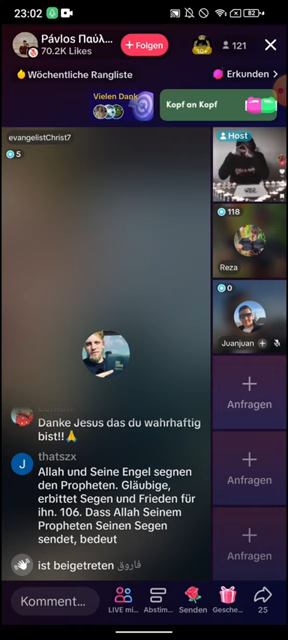 23:02
82
Pávlos Παύλ...
70.2K Likes
+ Folgen
10+
121
Wöchentliche Rangliste
Erkunden >
Vielen Dank
Kopf an Kopf
evangelistChrist7
5
Host
118
Reza
0
Juanjuan
Anfragen
Anfragen
Anfragen
Danke Jesus das du wahrhaftig
bist!!🙏
J
thatszx
Allah und Seine Engel segnen
den Propheten. Gläubige,
erbittet Segen und Frieden für
ihn. 106. Dass Allah Seinem
Propheten Seinen Segen
sendet, bedeut
ist beigetreten فاروق
Komment...
LIVE mi...
Abstim...
Senden
Gesche...
25